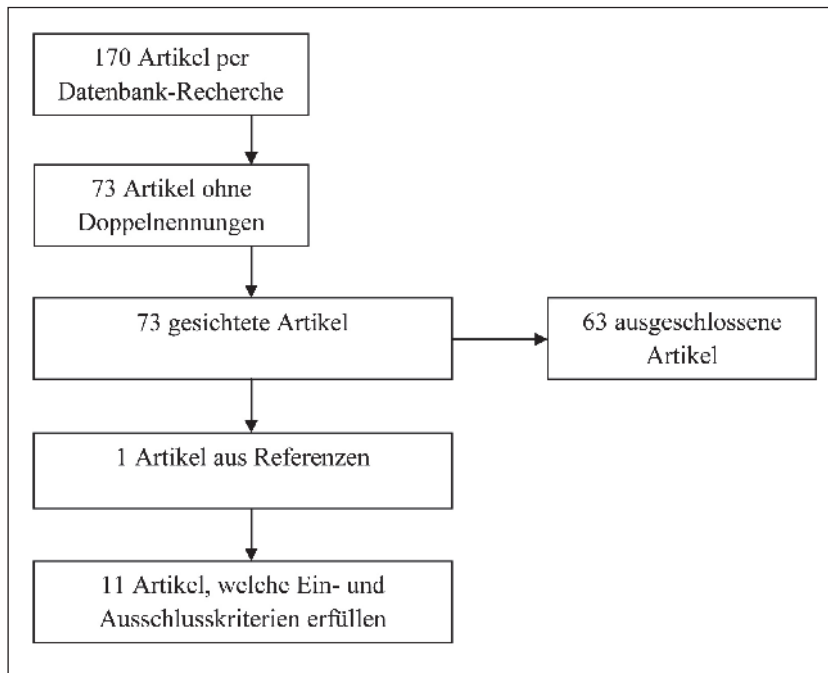 170 Artikel per
Datenbank-Recherche
73 Artikel ohne
Doppelnennungen
73 gesichtete Artikel
63 ausgeschlossene
Artikel
1 Artikel aus Referenzen
11 Artikel, welche Ein- und
Ausschlusskriterien erfüllen